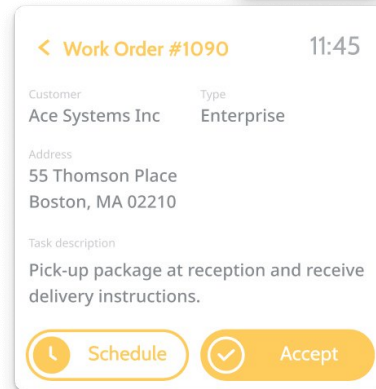 Work Order #1090 11:45
Customer Type
Ace Systems Inc Enterprise
Address
55 Thomson Place
Boston, MA 02210
Task description
Pick-up package at reception and receive
delivery instructions.
Schedule Accept